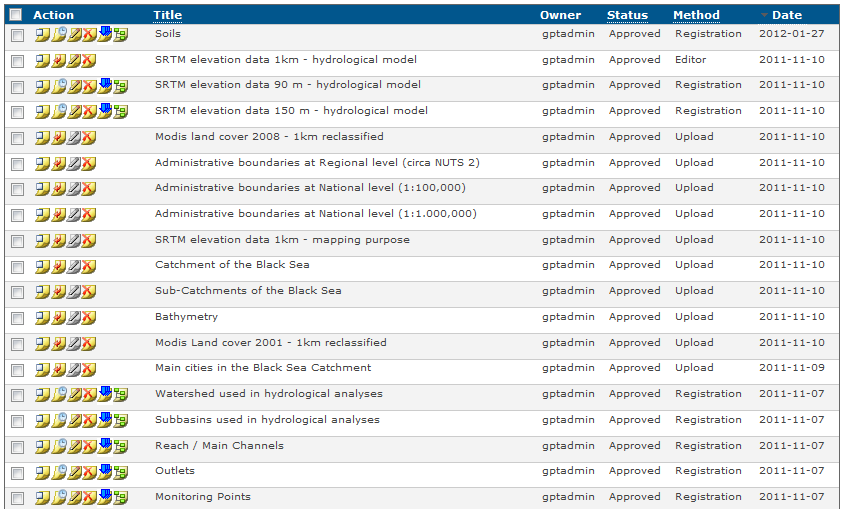 Action Title Owner Status Method Date
Soils gptadmin Approved Registration 2012-01-27
SRTM elevation data 1km - hydrological model gptadmin Approved Editor 2011-11-10
SRTM elevation data 90 m - hydrological model gptadmin Approved Registration 2011-11-10
SRTM elevation data 150 m - hydrological model gptadmin Approved Registration 2011-11-10
Modis land cover 2008 - 1km reclassified gptadmin Approved Upload 2011-11-10
Administrative boundaries at Regional level (circa NUTS 2) gptadmin Approved Upload 2011-11-10
Administrative boundaries at National level (1:100,000) gptadmin Approved Upload 2011-11-10
Administrative boundaries at National level (1:1.000,000) gptadmin Approved Upload 2011-11-10
SRTM elevation data 1km - mapping purpose gptadmin Approved Upload 2011-11-10
Catchment of the Black Sea gptadmin Approved Upload 2011-11-10
Sub-Catchments of the Black Sea gptadmin Approved Upload 2011-11-10
Bathymetry gptadmin Approved Upload 2011-11-10
Modis Land cover 2001 - 1km reclassified gptadmin Approved Upload 2011-11-10
Main cities in the Black Sea Catchment gptadmin Approved Upload 2011-11-09
Watershed used in hydrological analyses gptadmin Approved Registration 2011-11-07
Subbasins used in hydrological analyses gptadmin Approved Registration 2011-11-07
Reach / Main Channels gptadmin Approved Registration 2011-11-07
Outlets gptadmin Approved Registration 2011-11-07
Monitoring Points gptadmin Approved Registration 2011-11-07